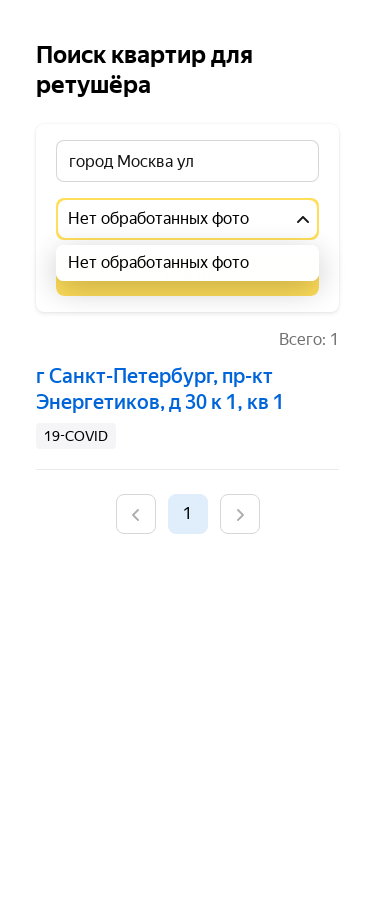 Поиск квартир для
ретушёра
город Москва ул
Нет обработанных фото
Нет обработанных фото
Всего: 1
г Санкт-Петербург, пр-кт
Энергетиков, д 30 к 1, кв 1
19-COVID
1